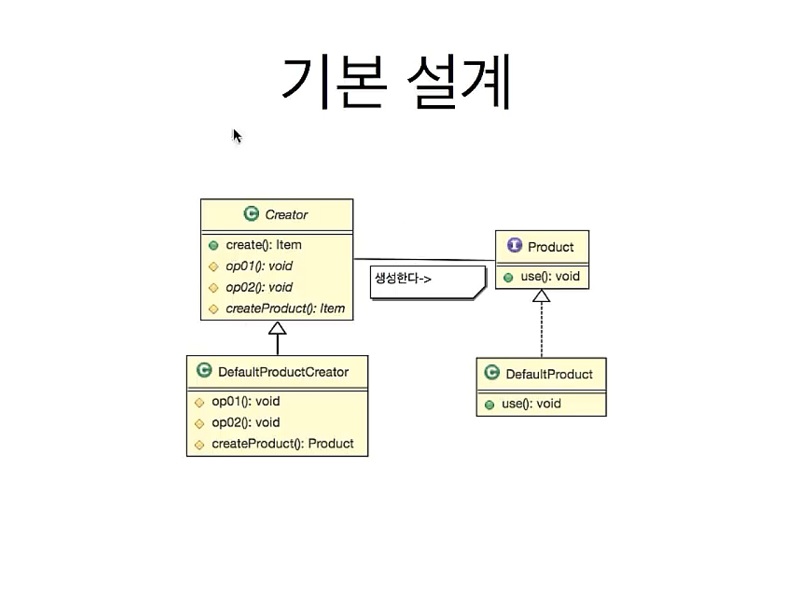 기본 설계
C Creator
create(): Item
op01(): void
op02(): void
createProduct(): Item
생성한다->
I Product
use(): void
C DefaultProductCreator
op01(): void
op02(): void
createProduct(): Product
C DefaultProduct
use(): void